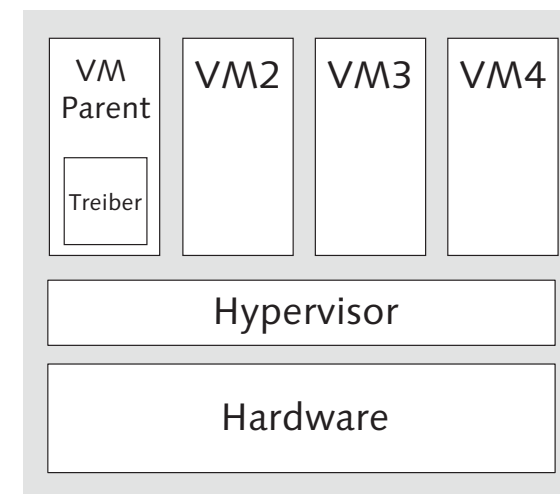 VM
Parent
Treiber
VM2
VM3
VM4
Hypervisor
Hardware